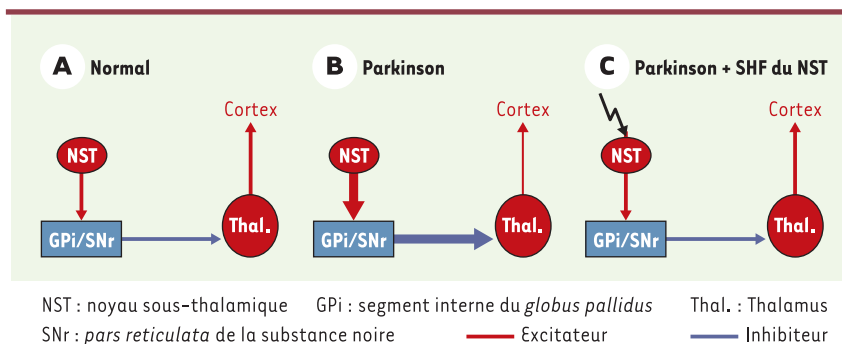 A Normal
B Parkinson
C Parkinson + SHF du NST
Cortex
Cortex
Cortex
NST
NST
NST
GPi/SNr
Thal.
GPi/SNr
Thal.
GPi/SNr
Thal.
NST : noyau sous-thalamique GPi : segment interne du globus pallidus Thal. : Thalamus
SNr : pars reticulata de la substance noire Excitateur Inhibiteur